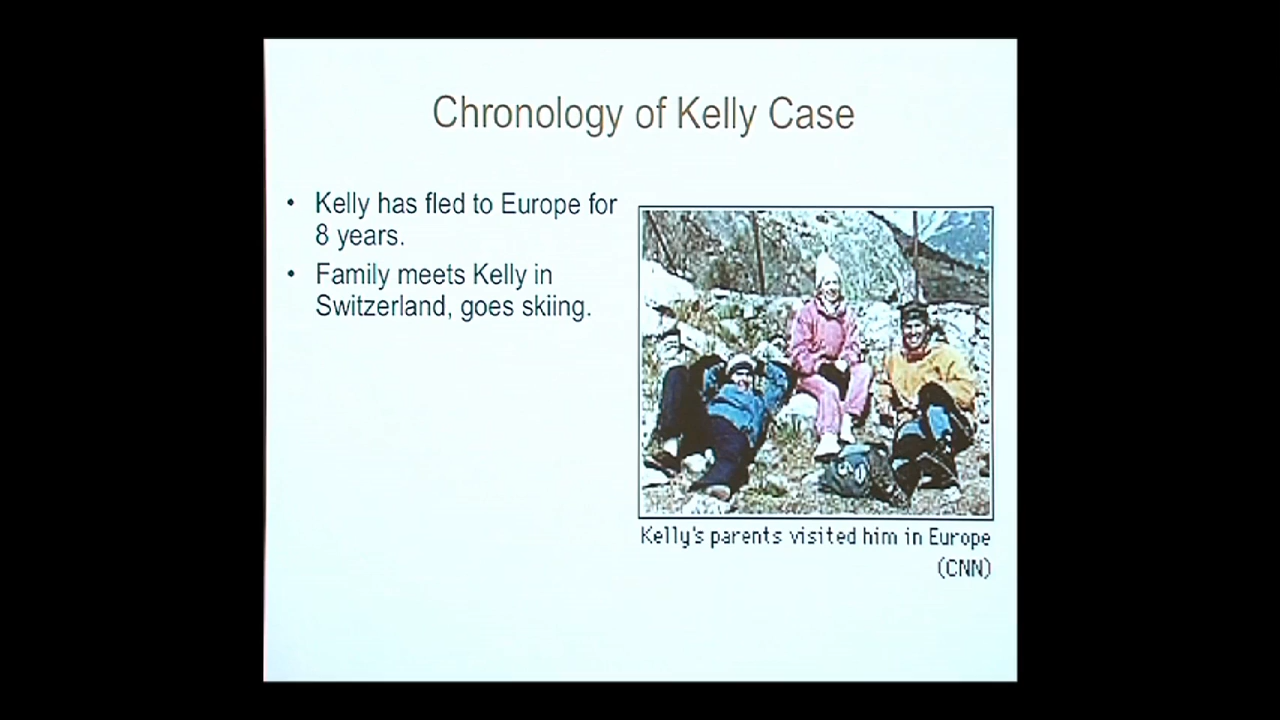 Chronology of Kelly Case
• Kelly has fled to Europe for
8 years.
• Family meets Kelly in
Switzerland, goes skiing.
Kelly's parents visited him in Europe
(CNN)